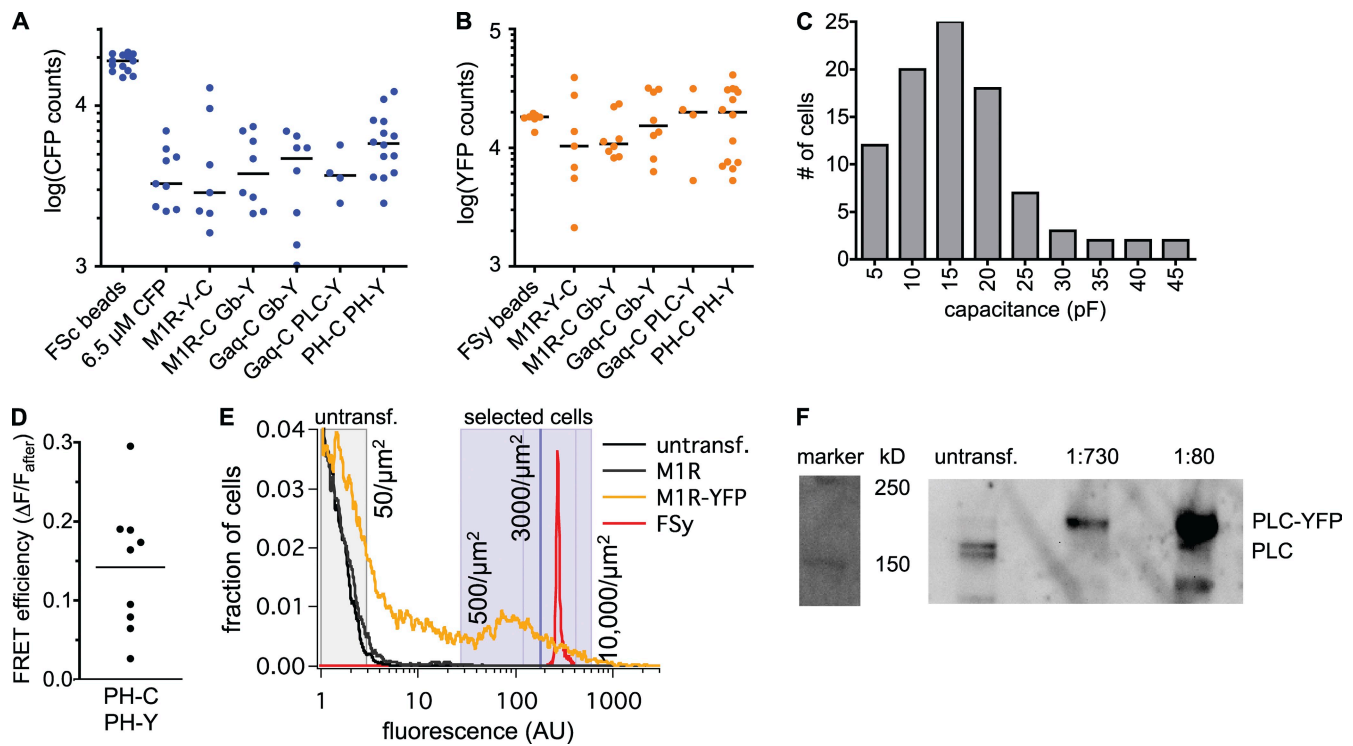 A
log(CFP counts)
4
3
FSc beads
6.5 µM CFP
M1R-Y-C
M1R-C Gb-Y
Gaq-C Gb-Y
Gaq-C PLC-Y
PH-C PH-Y
B
log(YFP counts)
5
4
3
FSy beads
M1R-Y-C
M1R-C Gb-Y
Gaq-C Gb-Y
Gaq-C PLC-Y
PH-C PH-Y
C
# of cells
25
20
15
10
5
0
5 10 15 20 25 30 35 40 45
capacitance (pF)
D
FRET efficiency (ΔF/Fafter)
0.3
0.2
0.1
0.0
PH-C
PH-Y
E
untransf.
selected cells
fraction of cells
0.04
0.03
0.02
0.01
0.00
50/µm²
500/µm²
3000/µm²
10,000/µm²
untransf.
M1R
M1R-YFP
FSy
1 10 100 1000
fluorescence (AU)
F
marker kD untransf. 1:730 1:80
250
150
PLC-YFP
PLC